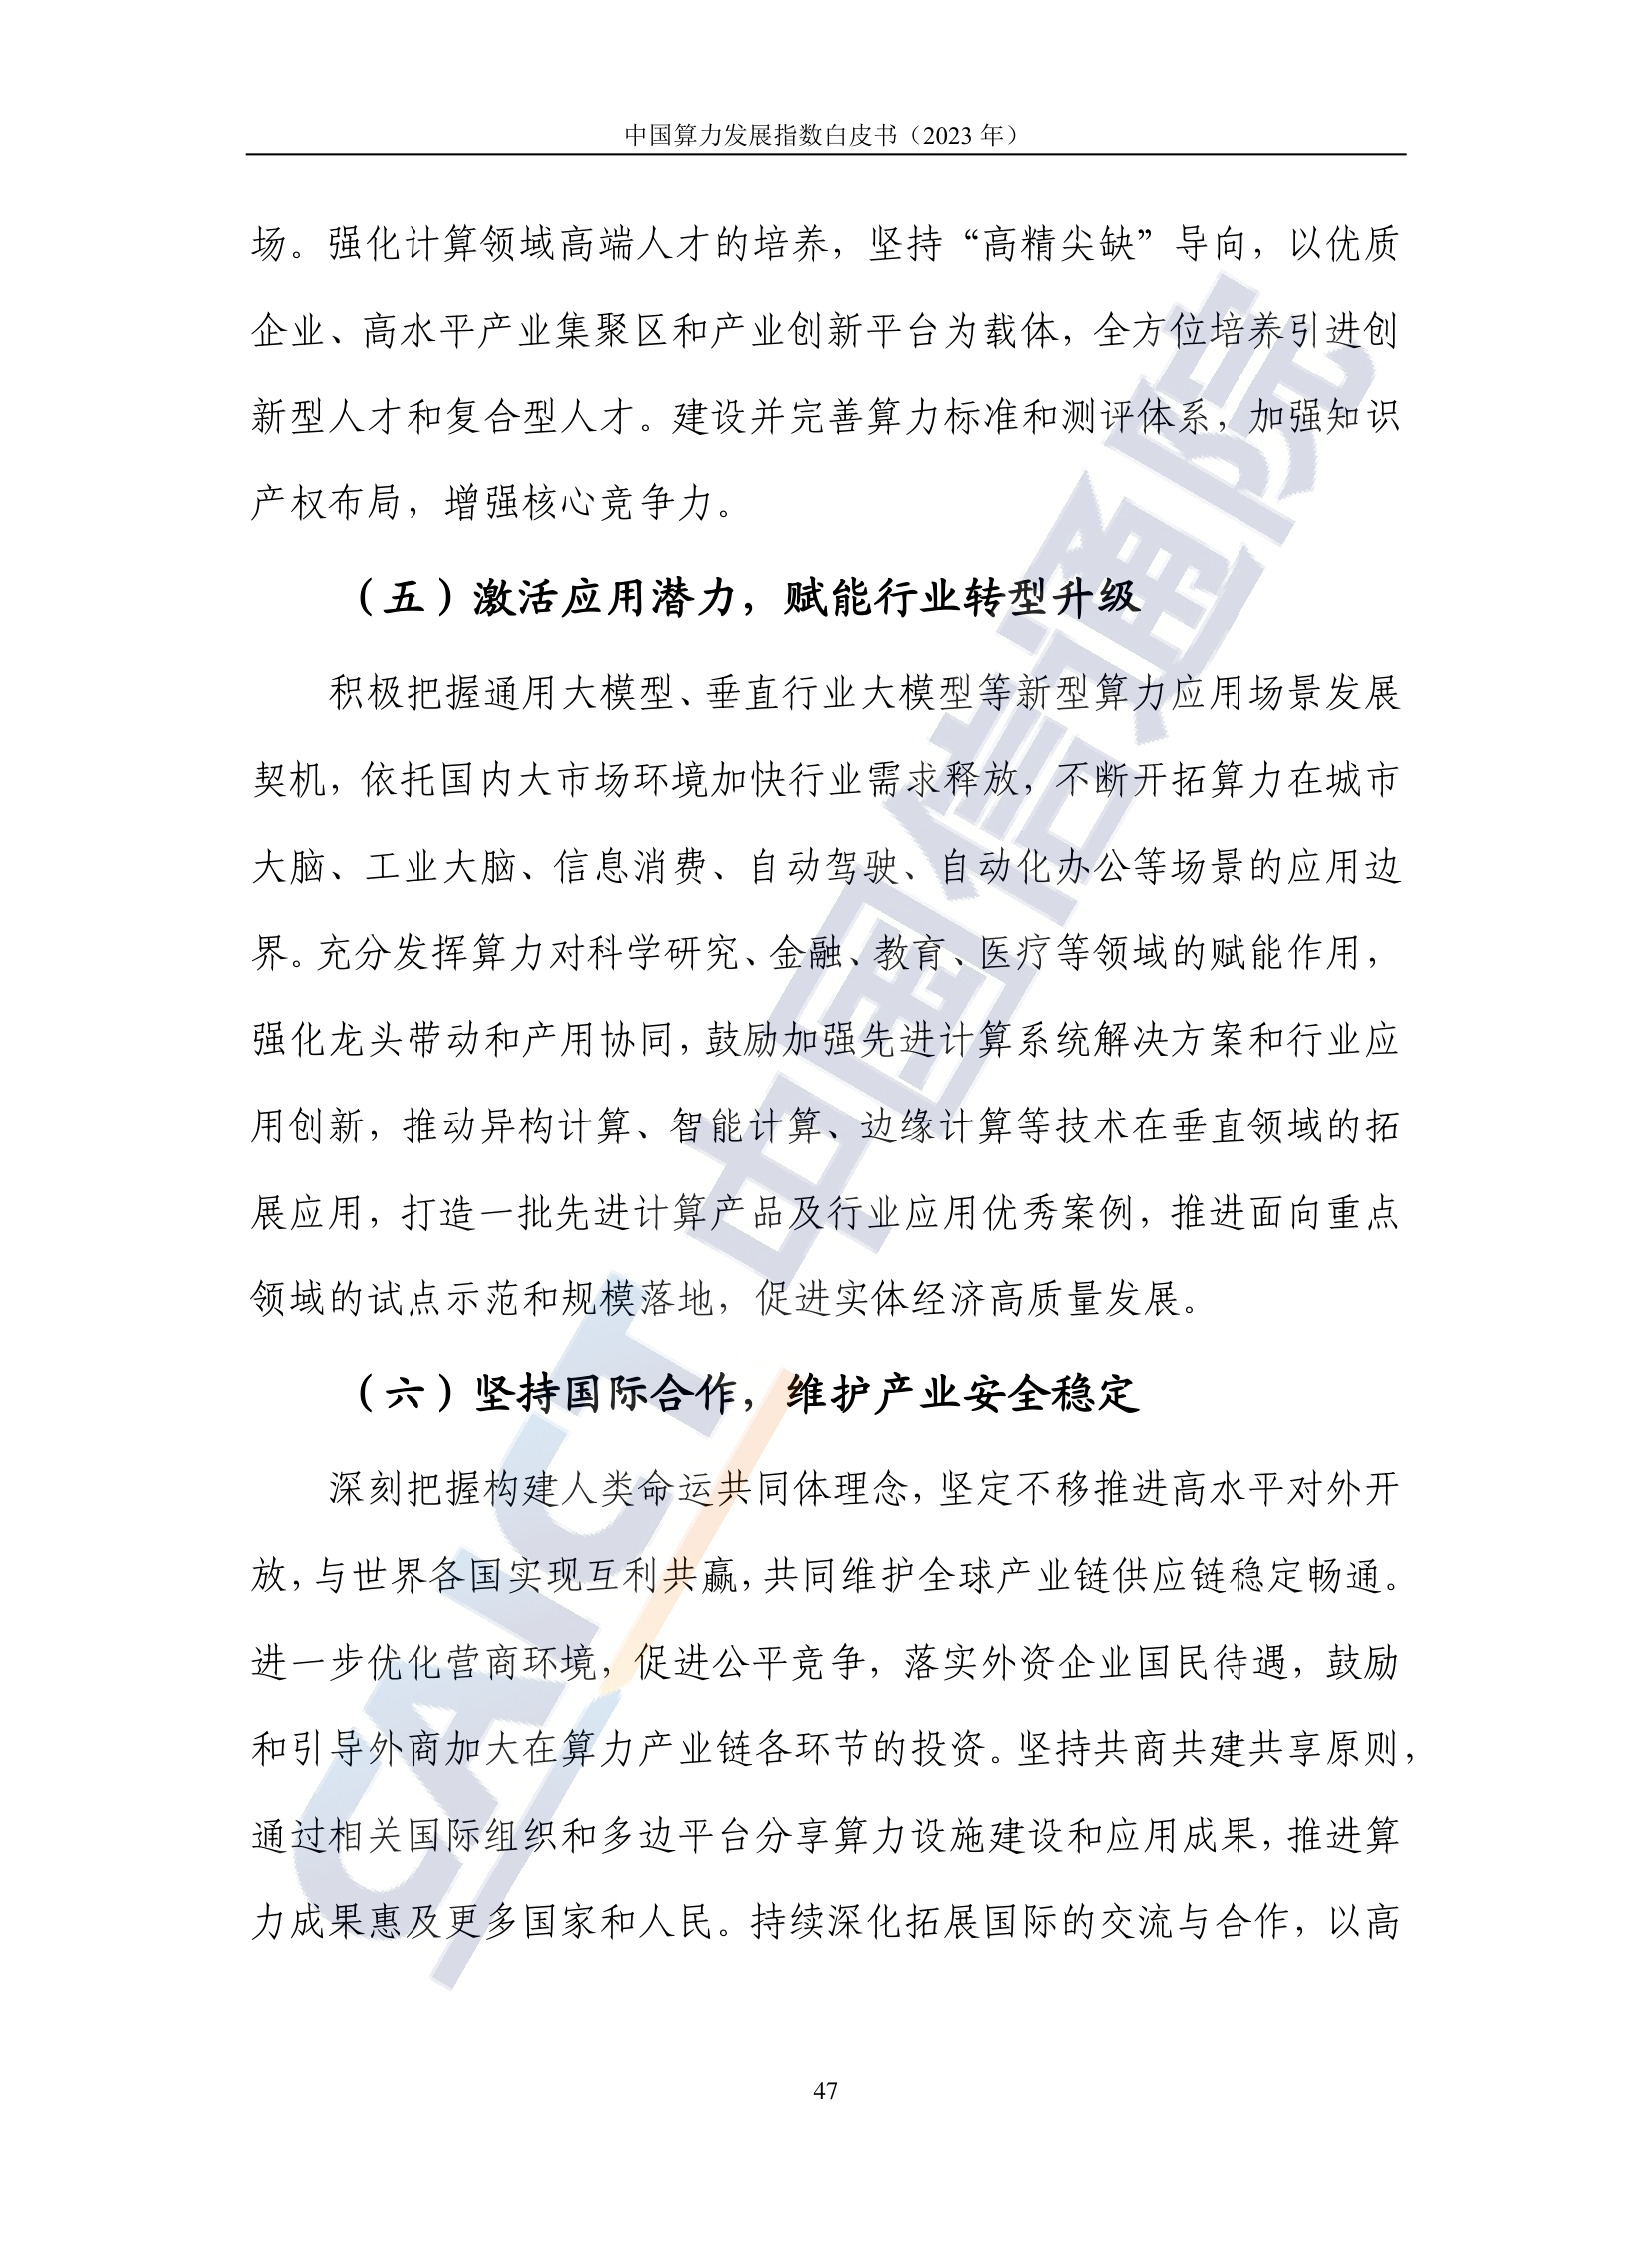 中国算力发展指数白皮书（2023 年）
场。强化计算领域高端人才的培养，坚持“高精尖缺”导向，以优质
企业、高水平产业集聚区和产业创新平台为载体，全方位培养引进创
新型人才和复合型人才。建设并完善算力标准和测评体系，加强知识
产权布局，增强核心竞争力。
（五）激活应用潜力，赋能行业转型升级
积极把握通用大模型、垂直行业大模型等新型算力应用场景发展
契机，依托国内大市场环境加快行业需求释放，不断开拓算力在城市
大脑、工业大脑、信息消费、自动驾驶、自动化办公等场景的应用边
界。充分发挥算力对科学研究、金融、教育、医疗等领域的赋能作用，
强化龙头带动和产用协同，鼓励加强先进计算系统解决方案和行业应
用创新，推动异构计算、智能计算、边缘计算等技术在垂直领域的拓
展应用，打造一批先进计算产品及行业应用优秀案例，推进面向重点
领域的试点示范和规模落地，促进实体经济高质量发展。
（六）坚持国际合作，维护产业安全稳定
深刻把握构建人类命运共同体理念，坚定不移推进高水平对外开
放，与世界各国实现互利共赢，共同维护全球产业链供应链稳定畅通。
进一步优化营商环境，促进公平竞争，落实外资企业国民待遇，鼓励
和引导外商加大在算力产业链各环节的投资。坚持共商共建共享原则，
通过相关国际组织和多边平台分享算力设施建设和应用成果，推进算
力成果惠及更多国家和人民。持续深化拓展国际的交流与合作，以高
47
CAICT 中国信通院